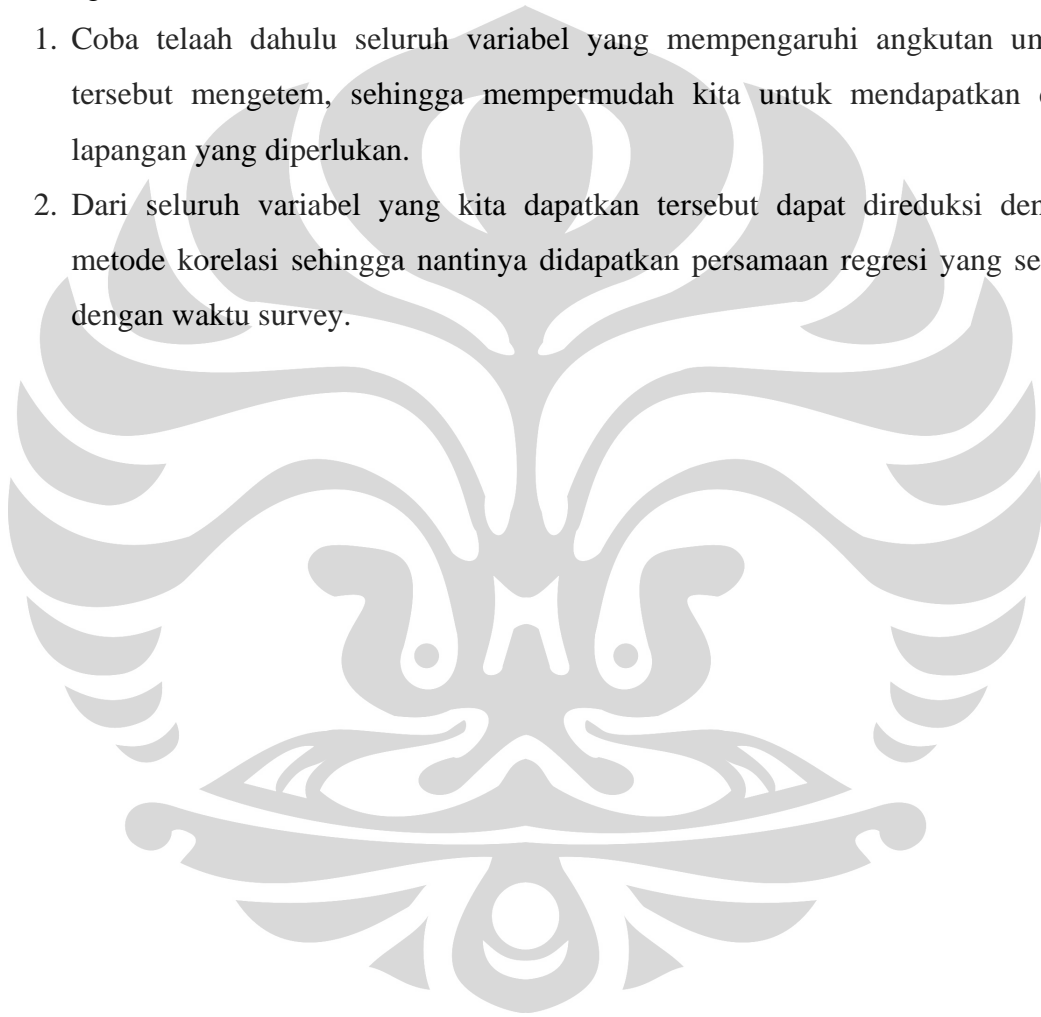 1. Coba telaah dahulu seluruh variabel yang mempengaruhi angkutan um
tersebut mengetem, sehingga mempermudah kita untuk mendapatkan
lapangan yang diperlukan.
2. Dari seluruh variabel yang kita dapatkan tersebut dapat direduksi den
metode korelasi sehingga nantinya didapatkan persamaan regresi yang se
dengan waktu survey.